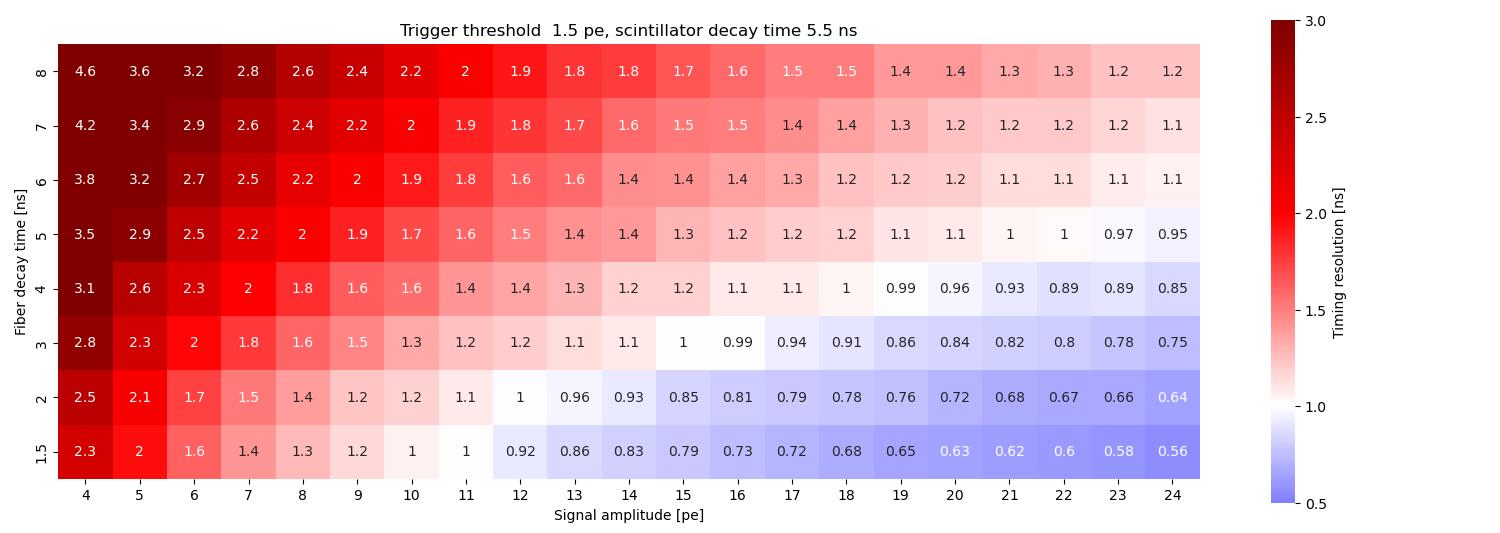 Trigger threshold  1.5 pe, scintillator decay time 5.5 ns
Fiber decay time [ns]
8 4.6 3.6 3.2 2.8 2.6 2.4 2.2 2 1.9 1.8 1.8 1.7 1.6 1.5 1.5 1.4 1.4 1.3 1.3 1.2 1.2
7 4.2 3.4 2.9 2.6 2.4 2.2 2 1.9 1.8 1.7 1.6 1.5 1.5 1.4 1.4 1.3 1.2 1.2 1.2 1.2 1.1
6 3.8 3.2 2.7 2.5 2.2 2 1.9 1.8 1.6 1.6 1.4 1.4 1.4 1.3 1.2 1.2 1.2 1.1 1.1 1.1 1.1
5 3.5 2.9 2.5 2.2 2 1.9 1.7 1.6 1.5 1.4 1.4 1.3 1.2 1.2 1.2 1.1 1.1 1 1 0.97 0.95
4 3.1 2.6 2.3 2 1.8 1.6 1.6 1.4 1.4 1.3 1.2 1.2 1.1 1.1 1 0.99 0.96 0.93 0.89 0.89 0.85
3 2.8 2.3 2 1.8 1.6 1.5 1.3 1.2 1.2 1.1 1.1 1 0.99 0.94 0.91 0.86 0.84 0.82 0.8 0.78 0.75
2 2.5 2.1 1.7 1.5 1.4 1.2 1.2 1.1 1 0.96 0.93 0.85 0.81 0.79 0.78 0.76 0.72 0.68 0.67 0.66 0.64
1.5 2.3 2 1.6 1.4 1.3 1.2 1 1 0.92 0.86 0.83 0.79 0.73 0.72 0.68 0.65 0.63 0.62 0.6 0.58 0.56
4 5 6 7 8 9 10 11 12 13 14 15 16 17 18 19 20 21 22 23 24
Signal amplitude [pe]
3.0
2.5
2.0
1.5
1.0
0.5
Timing resolution [ns]